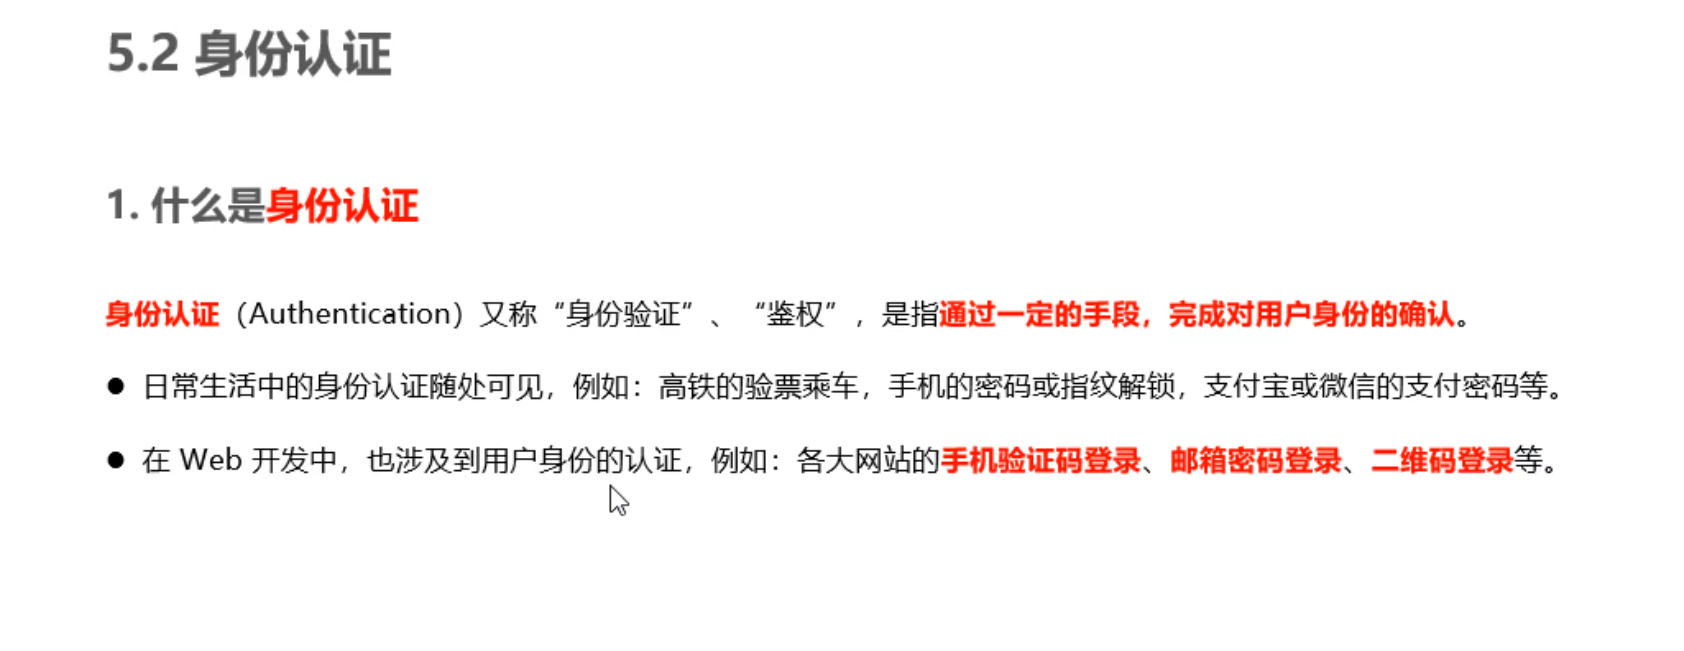 5.2 身份认证
1. 什么是身份认证
身份认证（Authentication）又称“身份验证”、“鉴权”，是指通过一定的手段，完成对用户身份的确认。
● 日常生活中的身份认证随处可见，例如：高铁的验票乘车，手机的密码或指纹解锁，支付宝或微信的支付密码等。
● 在 Web 开发中，也涉及到用户身份的认证，例如：各大网站的手机验证码登录、邮箱密码登录、二维码登录等。